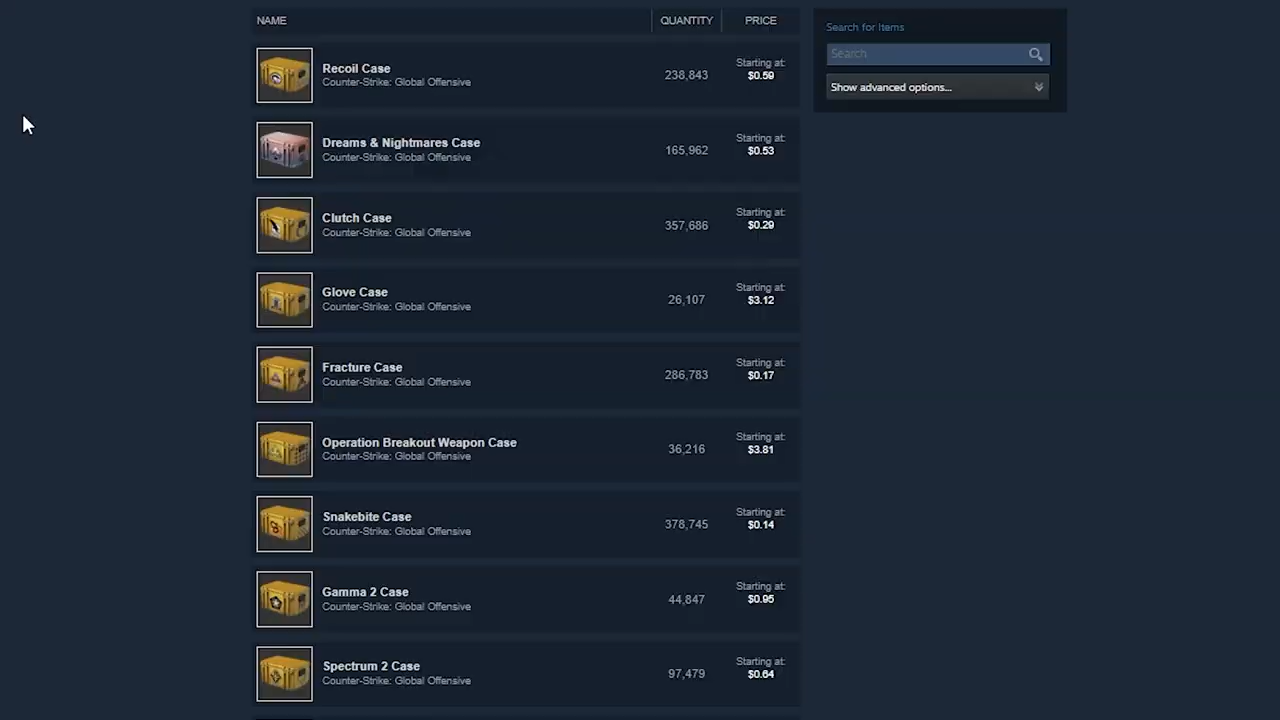 NAME QUANTITY PRICE
Search for Items
Search
Show advanced options...
Recoil Case
Counter-Strike: Global Offensive
238,843
Starting at:
$0.59
Dreams & Nightmares Case
Counter-Strike: Global Offensive
165,962
Starting at:
$0.53
Clutch Case
Counter-Strike: Global Offensive
357,686
Starting at:
$0.29
Glove Case
Counter-Strike: Global Offensive
26,107
Starting at:
$3.12
Fracture Case
Counter-Strike: Global Offensive
286,783
Starting at:
$0.17
Operation Breakout Weapon Case
Counter-Strike: Global Offensive
36,216
Starting at:
$3.81
Snakebite Case
Counter-Strike: Global Offensive
378,745
Starting at:
$0.14
Gamma 2 Case
Counter-Strike: Global Offensive
44,847
Starting at:
$0.95
Spectrum 2 Case
Counter-Strike: Global Offensive
97,479
Starting at:
$0.64